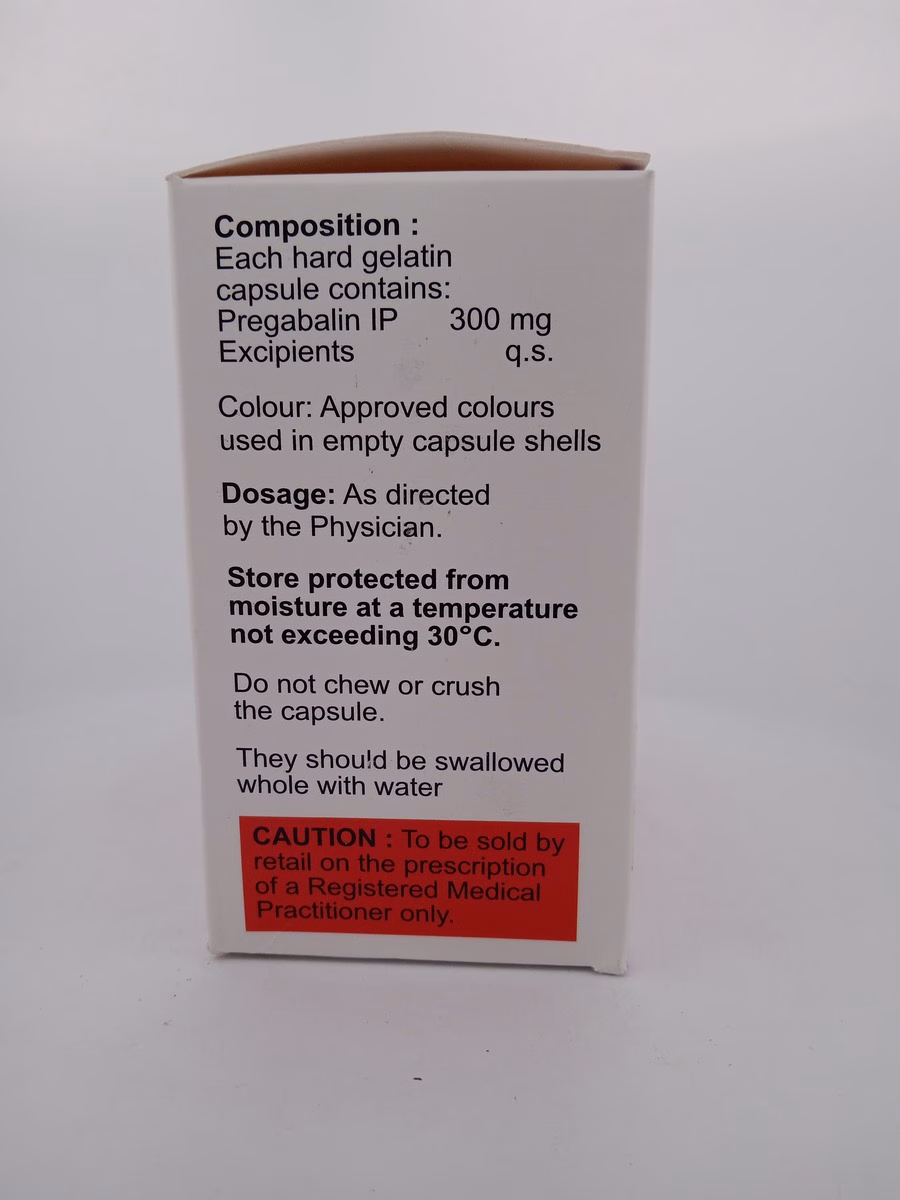 Composition :
Each hard gelatin
capsule contains:
Pregabalin IP 300 mg
Excipients q.s.
Colour: Approved colours
used in empty capsule shells
Dosage: As directed
by the Physician.
Store protected from
moisture at a temperature
not exceeding 30°C.
Do not chew or crush
the capsule.
They should be swallowed
whole with water
CAUTION : To be sold by
retail on the prescription
of a Registered Medical
Practitioner only.